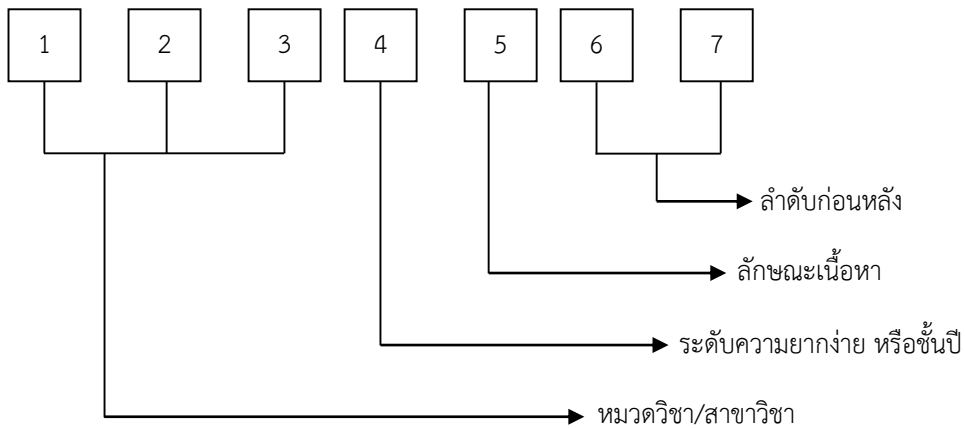 1 2 3 4 5 6 7
ลำดับก่อนหลัง
ลักษณะเนื้อหา
ระดับความยากง่าย หรือชั้นปี
หมวดวิชา/สาขาวิชา